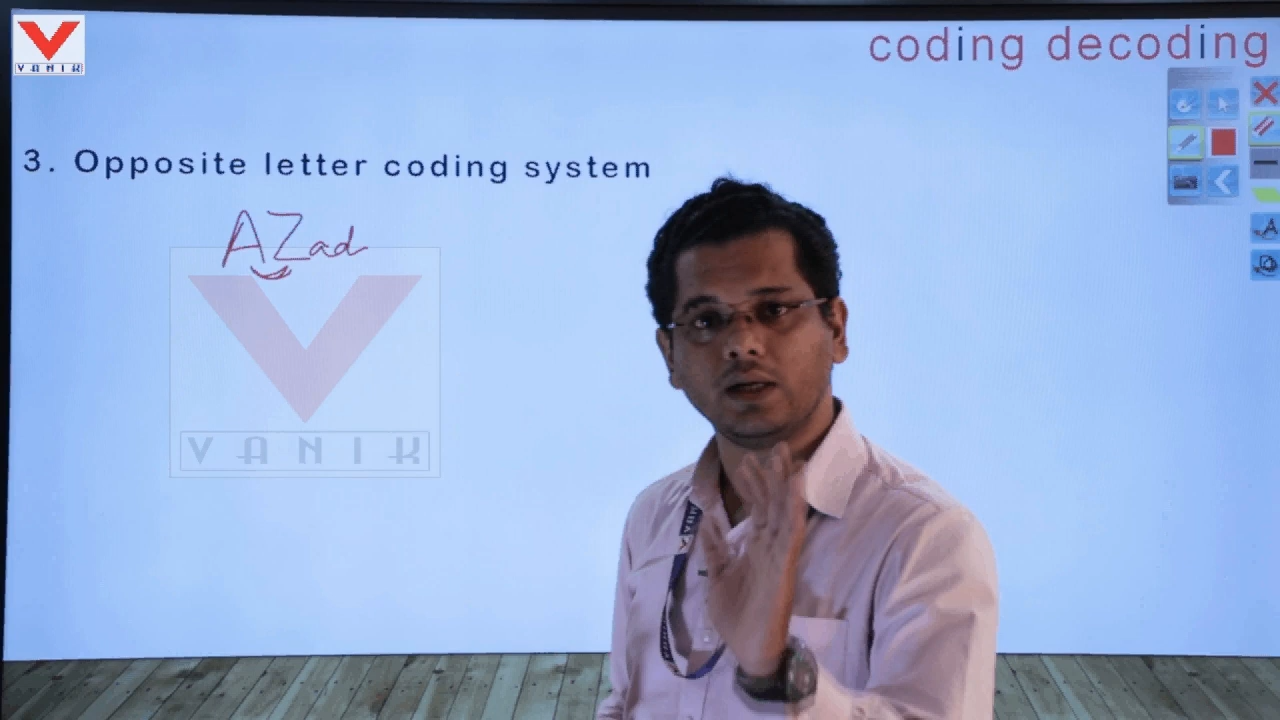 VANIK
coding decoding
3. Opposite letter coding system
AZad
VANIK